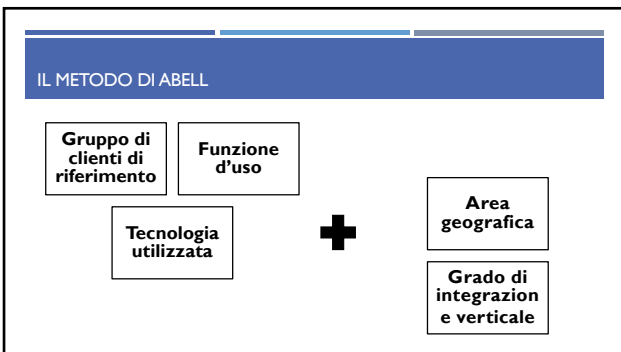 IL METODO DI ABELL
Gruppo di
clienti di
riferimento
Funzione
d'uso
Tecnologia
utilizzata
Area
geografica
Grado di
integrazion
e verticale